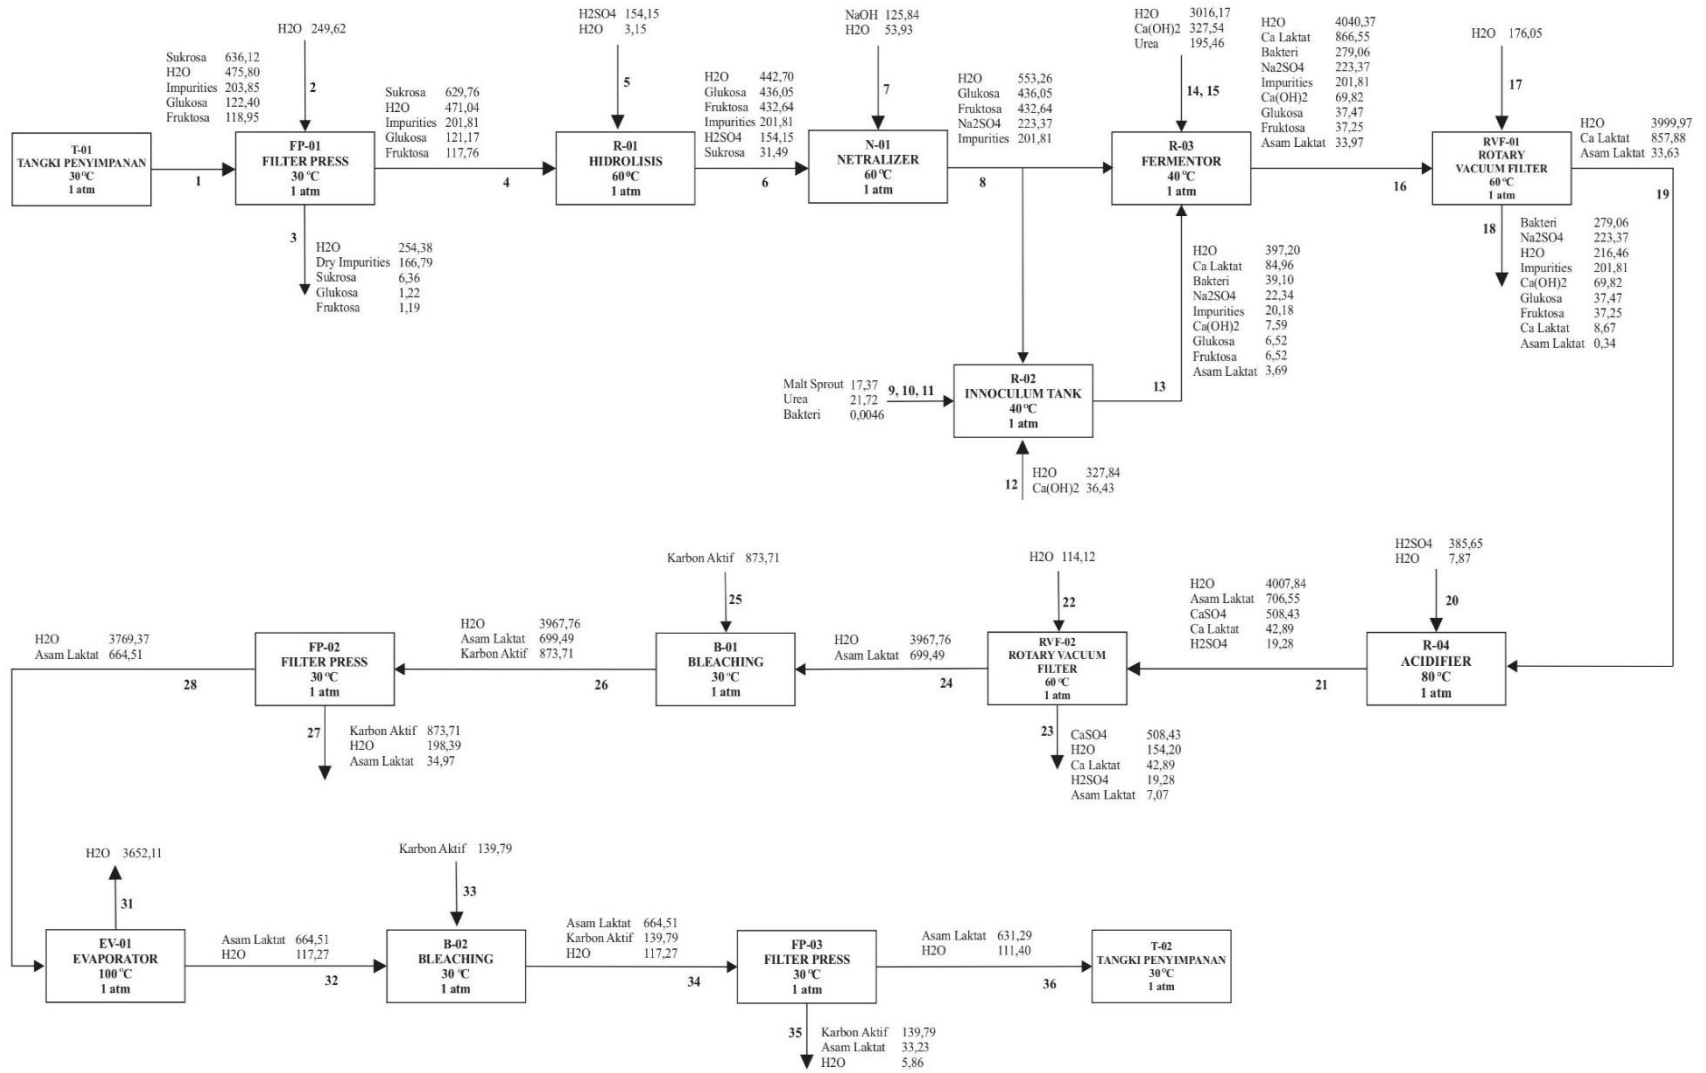 H2O 249,62
Sukrosa 636,12
H2O 475,80
Impurities 203,85
Glukosa 122,40
Fruktosa 118,95
2
T-01
TANGKI PENYIMPANAN
30 °C
1 atm
1
FP-01
FILTER PRESS
30 °C
1 atm
3
H2O 254,38
Dry Impurities 166,79
Sukrosa 6,36
Glukosa 1,22
Fruktosa 1,19
Sukrosa 629,76
H2O 471,04
Impurities 201,81
Glukosa 121,17
Fruktosa 117,76
4
H2SO4 154,15
H2O 3,15
5
R-01
HIDROLISIS
60 °C
1 atm
H2O 442,70
Glukosa 436,05
Fruktosa 432,64
Impurities 201,81
H2SO4 154,15
Sukrosa 31,49
6
NaOH 125,84
H2O 53,93
7
N-01
NETRALIZER
60 °C
1 atm
H2O 553,26
Glukosa 436,05
Fruktosa 432,64
Na2SO4 223,37
Impurities 201,81
8
H2O 3016,17
Ca(OH)2 327,54
Urea 195,46
14, 15
R-03
FERMENTOR
40 °C
1 atm
H2O 4040,37
Ca Laktat 866,55
Bakteri 279,06
Na2SO4 223,37
Impurities 201,81
Ca(OH)2 69,82
Glukosa 37,47
Fruktosa 37,25
Asam Laktat 33,97
16
H2O 176,05
17
RVF-01
ROTARY
VACUUM FILTER
60 °C
1 atm
H2O 3999,97
Ca Laktat 857,88
Asam Laktat 33,63
19
18
Bakteri 279,06
Na2SO4 223,37
H2O 216,46
Impurities 201,81
Ca(OH)2 69,82
Glukosa 37,47
Fruktosa 37,25
Ca Laktat 8,67
Asam Laktat 0,34
H2O 397,20
Ca Laktat 84,96
Bakteri 39,10
Na2SO4 22,34
Impurities 20,18
Ca(OH)2 7,59
Glukosa 6,52
Fruktosa 6,52
Asam Laktat 3,69
13
Malt Sprout 17,37
Urea 21,72
Bakteri 0,0046
9, 10, 11
R-02
INNOCULUM TANK
40 °C
1 atm
12
H2O 327,84
Ca(OH)2 36,43
H2SO4 385,65
H2O 7,87
20
R-04
ACIDIFIER
80 °C
1 atm
H2O 4007,84
Asam Laktat 706,55
CaSO4 508,43
Ca Laktat 42,89
H2SO4 19,28
21
H2O 114,12
22
RVF-02
ROTARY VACUUM
FILTER
60 °C
1 atm
23
CaSO4 508,43
H2O 154,20
Ca Laktat 42,89
H2SO4 19,28
Asam Laktat 7,07
H2O 3967,76
Asam Laktat 699,49
24
Karbon Aktif 873,71
25
B-01
BLEACHING
30 °C
1 atm
H2O 3967,76
Asam Laktat 699,49
Karbon Aktif 873,71
26
FP-02
FILTER PRESS
30 °C
1 atm
27
Karbon Aktif 873,71
H2O 198,39
Asam Laktat 34,97
H2O 3769,37
Asam Laktat 664,51
28
H2O 3652,11
31
EV-01
EVAPORATOR
100 °C
1 atm
Asam Laktat 664,51
H2O 117,27
32
Karbon Aktif 139,79
33
B-02
BLEACHING
30 °C
1 atm
Asam Laktat 664,51
Karbon Aktif 139,79
H2O 117,27
34
FP-03
FILTER PRESS
30 °C
1 atm
35
Karbon Aktif 139,79
Asam Laktat 33,23
H2O 5,86
Asam Laktat 631,29
H2O 111,40
36
T-02
TANGKI PENYIMPANAN
30 °C
1 atm